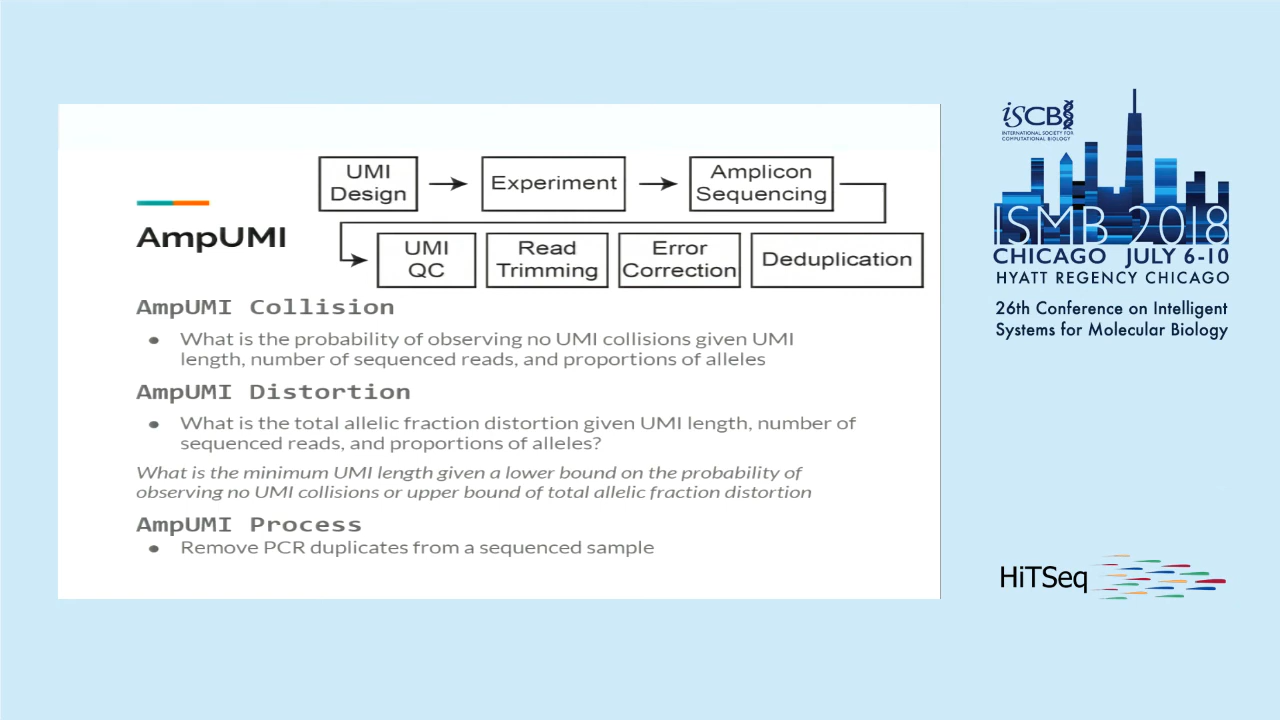 UMI
Design
Experiment
Amplicon
Sequencing
AmpUMI
UMI
QC
Read
Trimming
Error
Correction
Deduplication
AmpUMI Collision
● What is the probability of observing no UMI collisions given UMI
length, number of sequenced reads, and proportions of alleles
AmpUMI Distortion
● What is the total allelic fraction distortion given UMI length, number of
sequenced reads, and proportions of alleles?
What is the minimum UMI length given a lower bound on the probability of
observing no UMI collisions or upper bound of total allelic fraction distortion
AmpUMI Process
● Remove PCR duplicates from a sequenced sample
iSCB
INTERNATIONAL SOCIETY FOR
COMPUTATIONAL BIOLOGY
ISMB 2018
CHICAGO JULY 6-10
HYATT REGENCY CHICAGO
26th Conference on Intelligent
Systems for Molecular Biology
HiTSeq